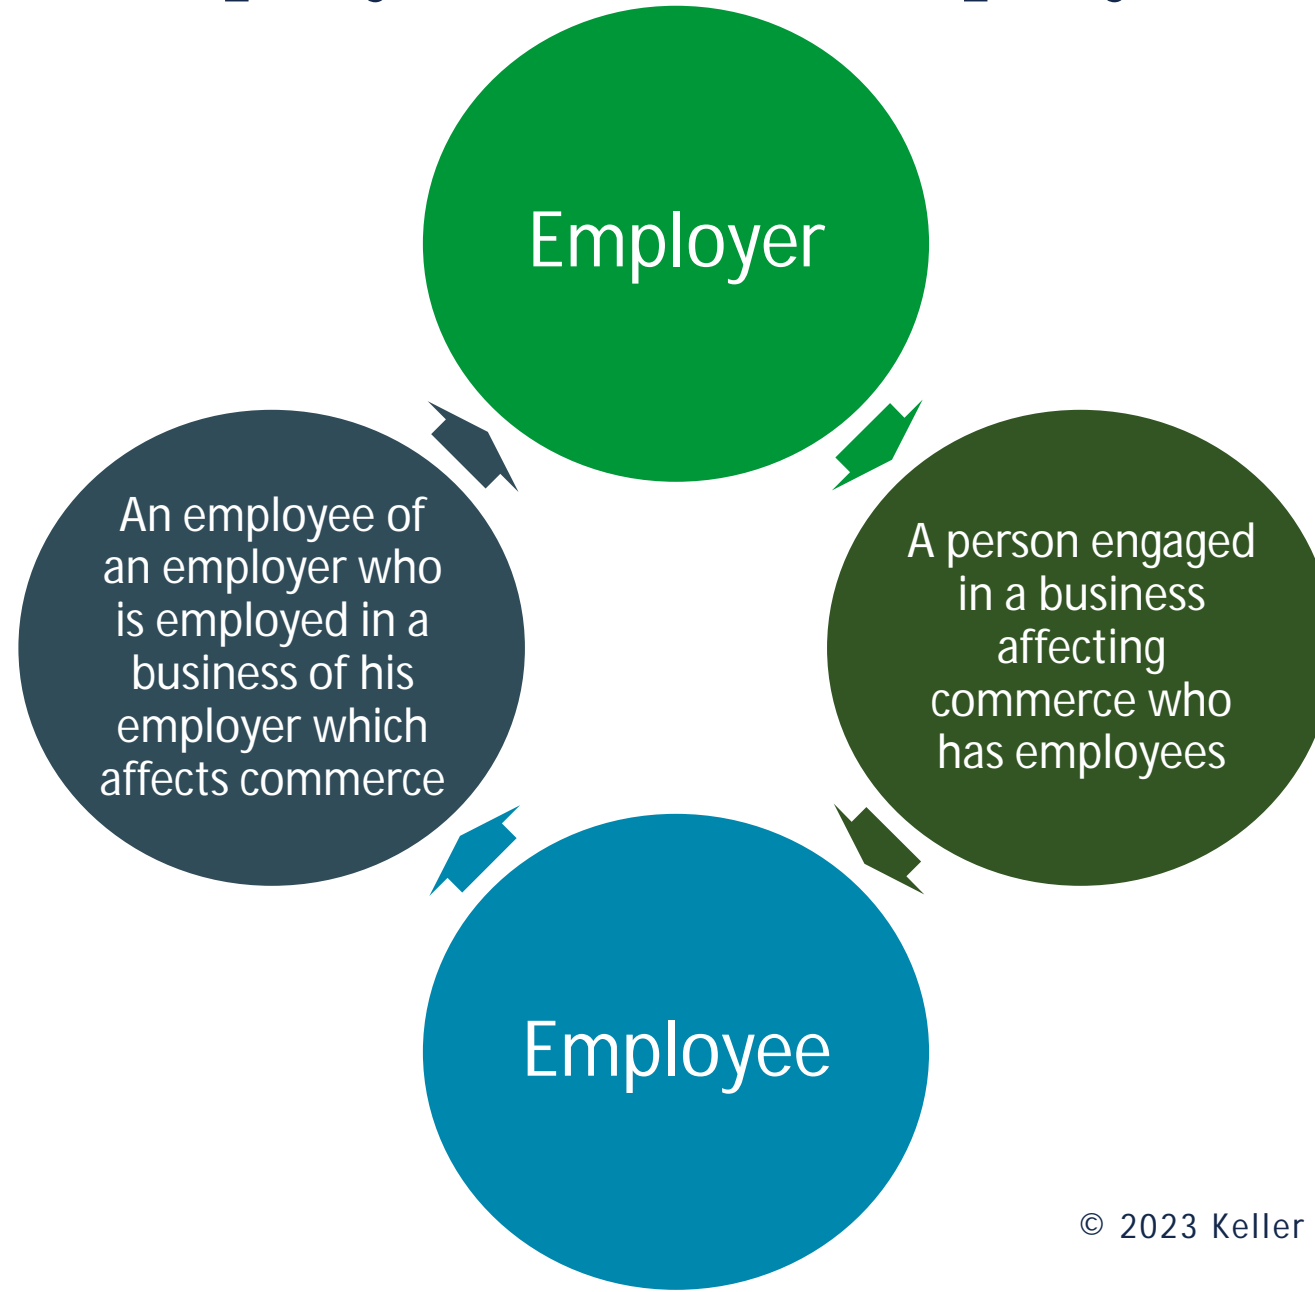 Employer
An employee of
an employer who
is employed in a
business of his
employer which
affects commerce
A person engaged
in a business
affecting
commerce who
has employees
Employee
© 2023 Keller